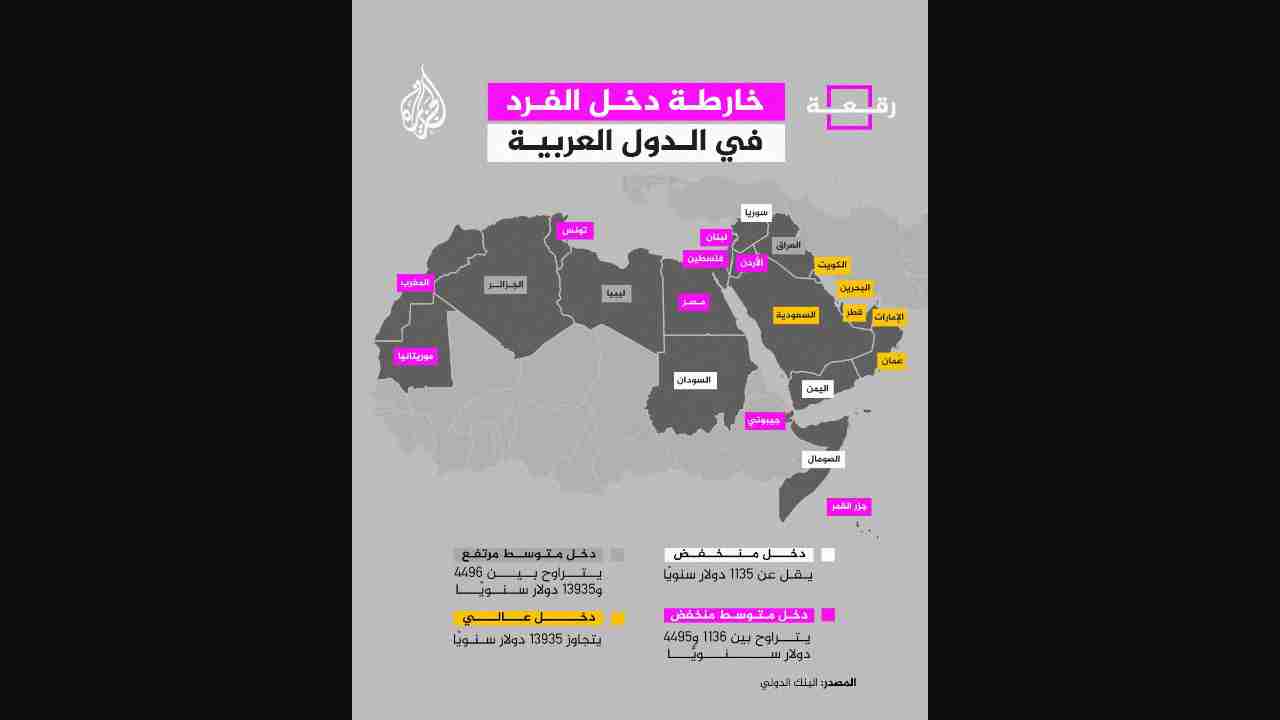 رقعة
الجزيرة
خارطة دخل الفرد
في الدول العربية
سوريا
تونس
لبنان
العراق
فلسطين
الأردن
الكويت
المغرب
الجزائر
ليبيا
مصر
البحرين
السعودية
قطر
الإمارات
موريتانيا
عمان
السودان
اليمن
جيبوتي
الصومال
جزر القمر
دخل منخفض
يقل عن 1135 دولار سنويًا
دخل متوسط منخفض
يتراوح بين 1136 و4495
دولار سنويًا
دخل متوسط مرتفع
يتراوح بين 4496
و13935 دولار سنويًا
دخل عالي
يتجاوز 13935 دولار سنويًا
المصدر: البنك الدولي